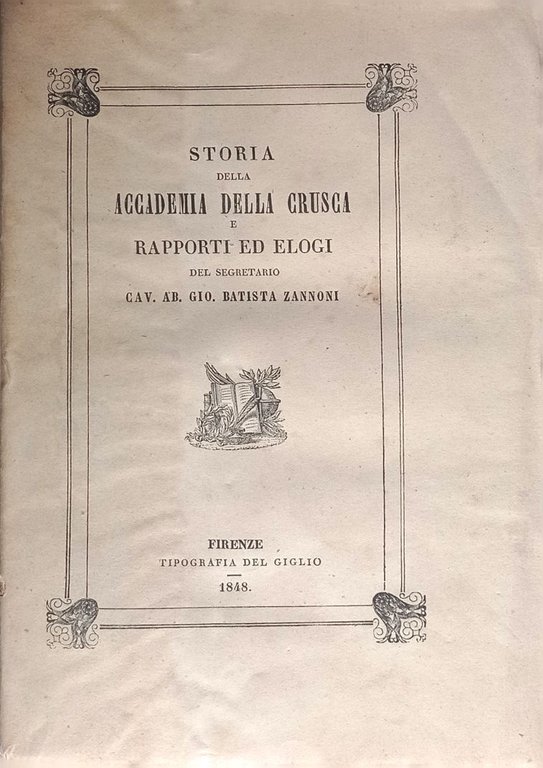 STORIA
DELLA
ACCADEMIA DELLA CRUSCA
E
RAPPORTI ED ELOGI
DEL SEGRETARIO
CAV. AB. GIO. BATISTA ZANNONI
FIRENZE
TIPOGRAFIA DEL GIGLIO
1848.